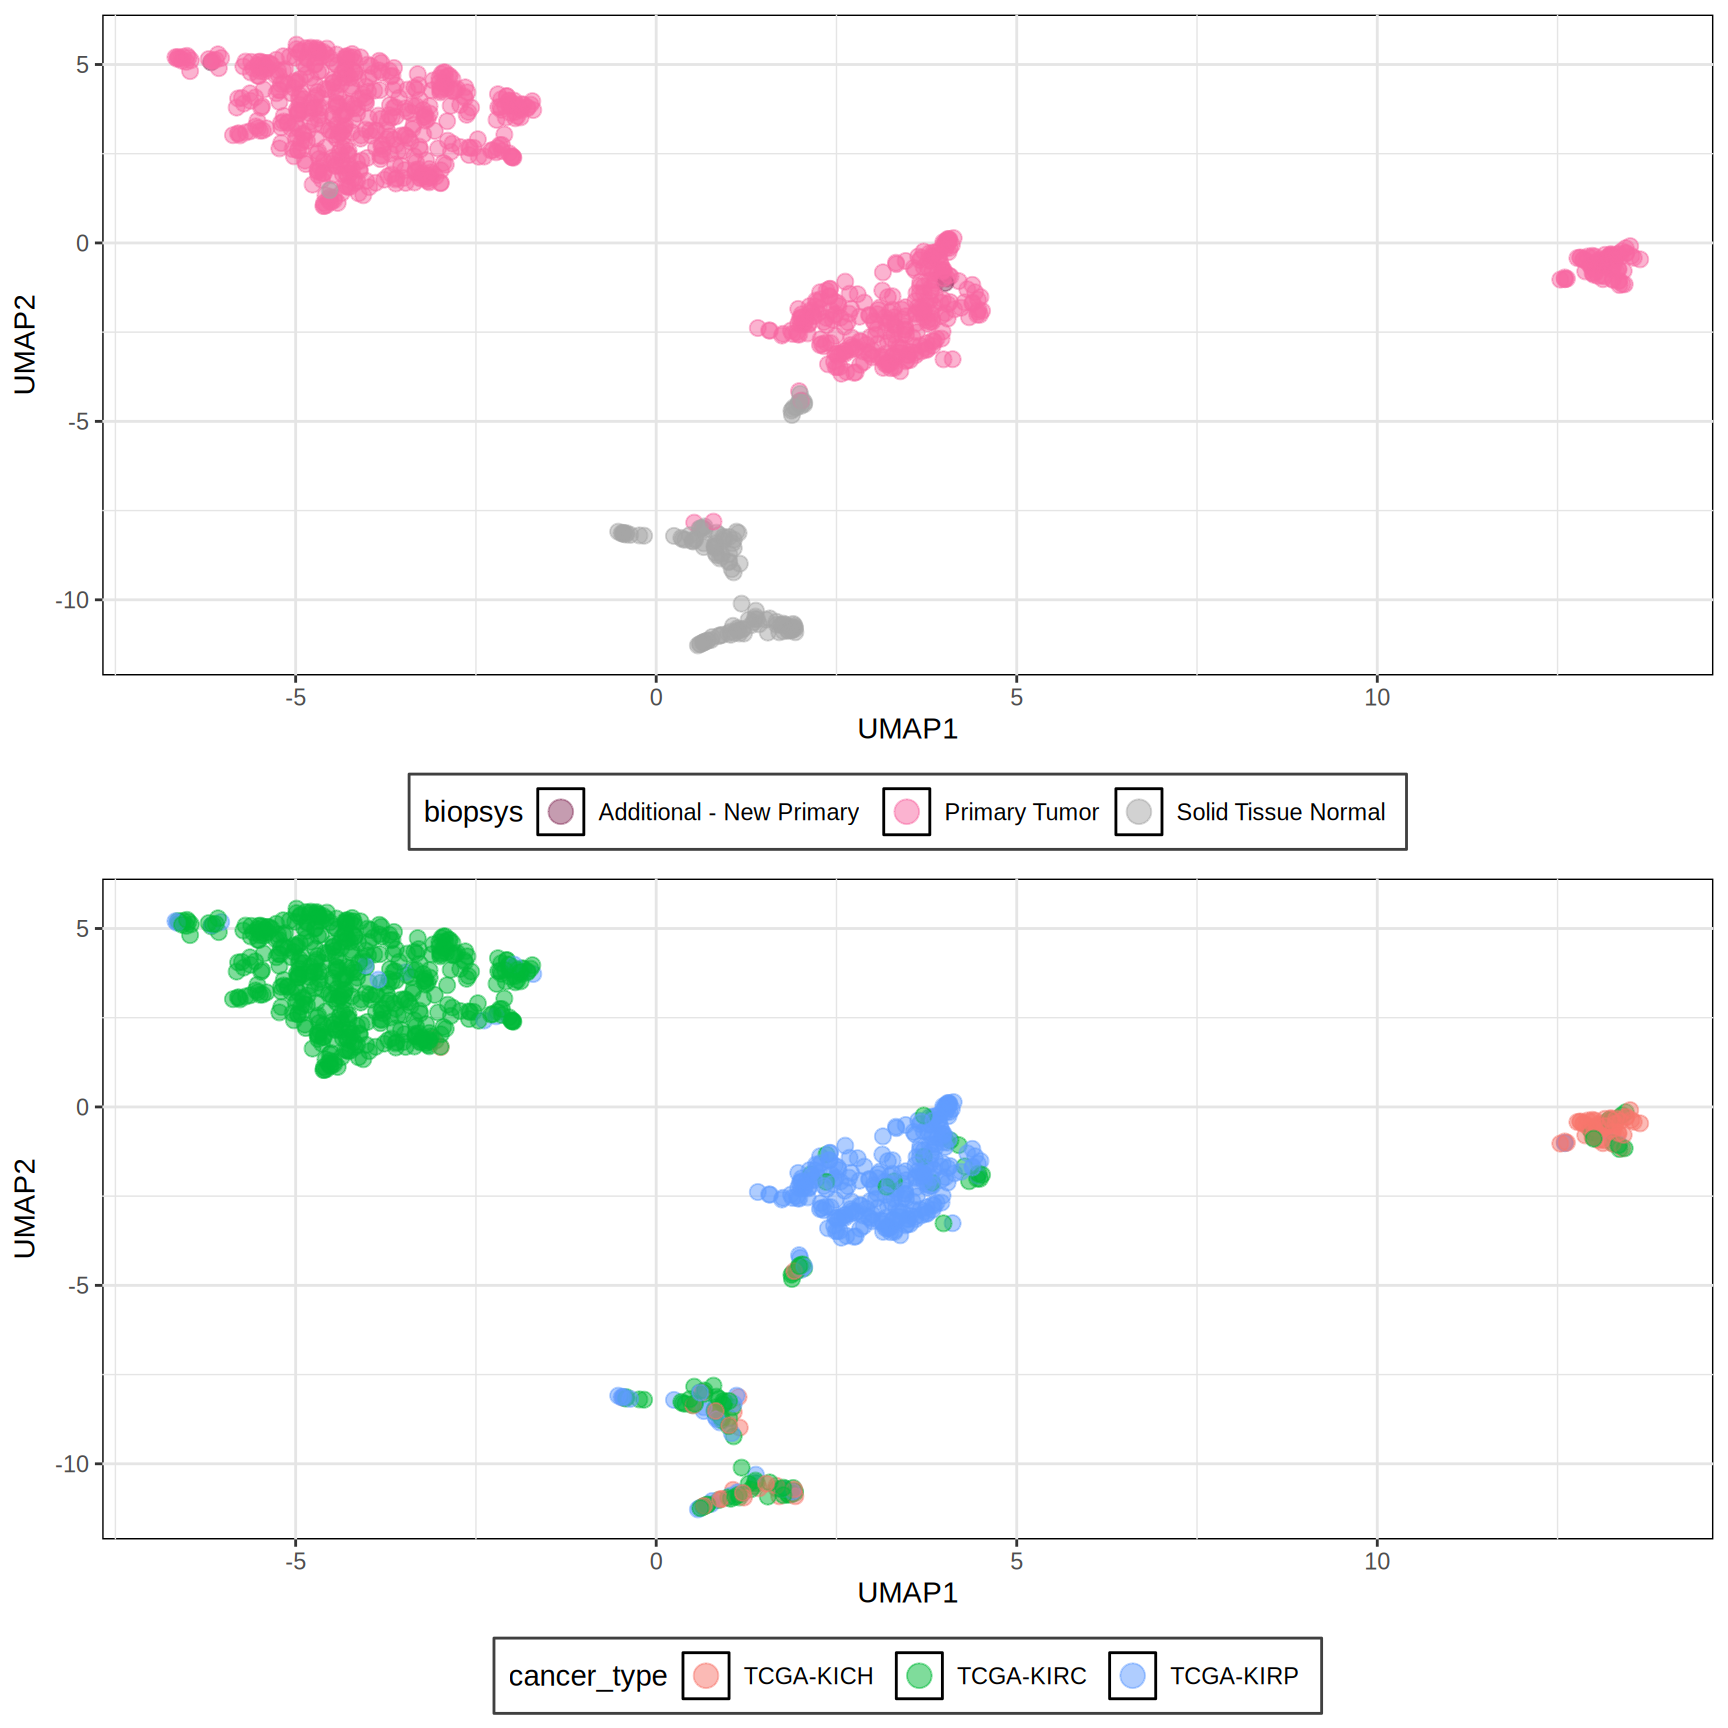 5
0
-5
-10
UMAP2
-5 0 5 10
UMAP1
biopsys Additional - New Primary Primary Tumor Solid Tissue Normal
5
0
-5
-10
UMAP2
-5 0 5 10
UMAP1
cancer_type TCGA-KICH TCGA-KIRC TCGA-KIRP